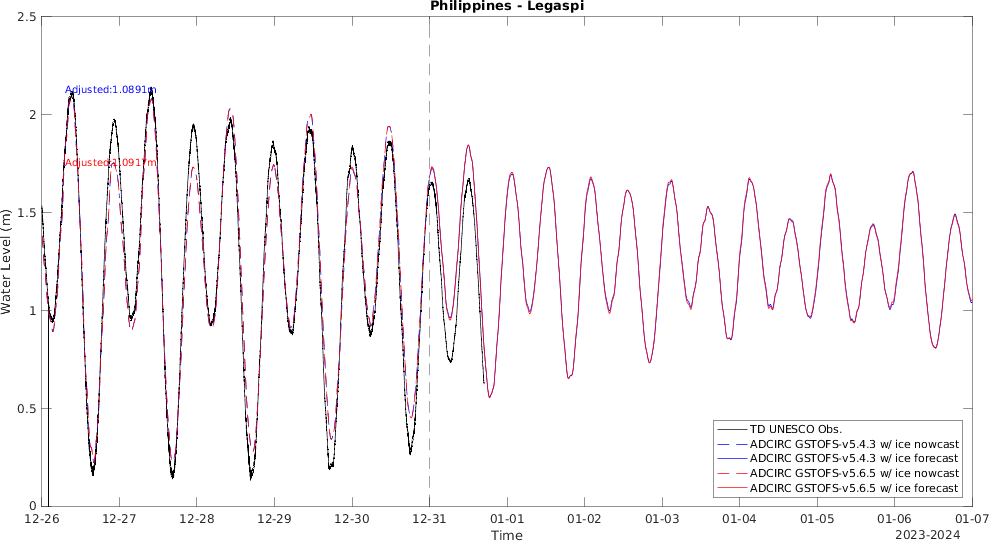 Philippines - Legaspi
2.5
2
1.5
1
0.5
0
Water Level (m)
Adjusted:1.0891m
Adjusted:1.0917m
12-26
12-27
12-28
12-29
12-30
12-31
01-01
01-02
01-03
01-04
01-05
01-06
01-07
Time
2023-2024
TD UNESCO Obs.
ADCIRC GSTOFS-v5.4.3 w/ ice nowcast
ADCIRC GSTOFS-v5.4.3 w/ ice forecast
ADCIRC GSTOFS-v5.6.5 w/ ice nowcast
ADCIRC GSTOFS-v5.6.5 w/ ice forecast